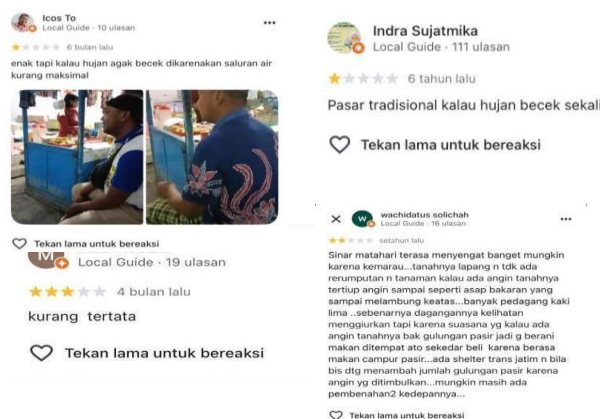 Icos To
Local Guide · 10 ulasan
6 bulan lalu
enak tapi kalau hujan agak becek dikarenakan saluran air
kurang maksimal
Tekan lama untuk bereaksi
Local Guide · 19 ulasan
4 bulan lalu
kurang tertata
Tekan lama untuk bereaksi
Indra Sujatmika
Local Guide · 111 ulasan
6 tahun lalu
Pasar tradisional kalau hujan becek sekali
Tekan lama untuk bereaksi
W
wachidatus solichah
Local Guide · 16 ulasan
setahun lalu
Sinar matahari terasa menyengat banget mungkin
karena kemarau...tanahnya lapang n tdk ada
rerumputan n tanaman kalau ada angin tanahnya
tertiup angin sampai seperti asap bakaran yang
sampai melambung keatas...banyak pedagang kaki
lima ..sebenarnya dagangannya kelihatan
menggiurkan tapi karena suasana yg kalau ada
angin tanahnya bak gulungan pasir jadi g berani
makan ditempat ato sekedar beli karena berasa
makan campur pasir...ada shelter trans jatim n bila
bis dtg menambah jumlah gulungan pasir karena
angin yg ditimbulkan...mungkin masih ada
pembenahan2 kedepannya...
Tekan lama untuk bereaksi